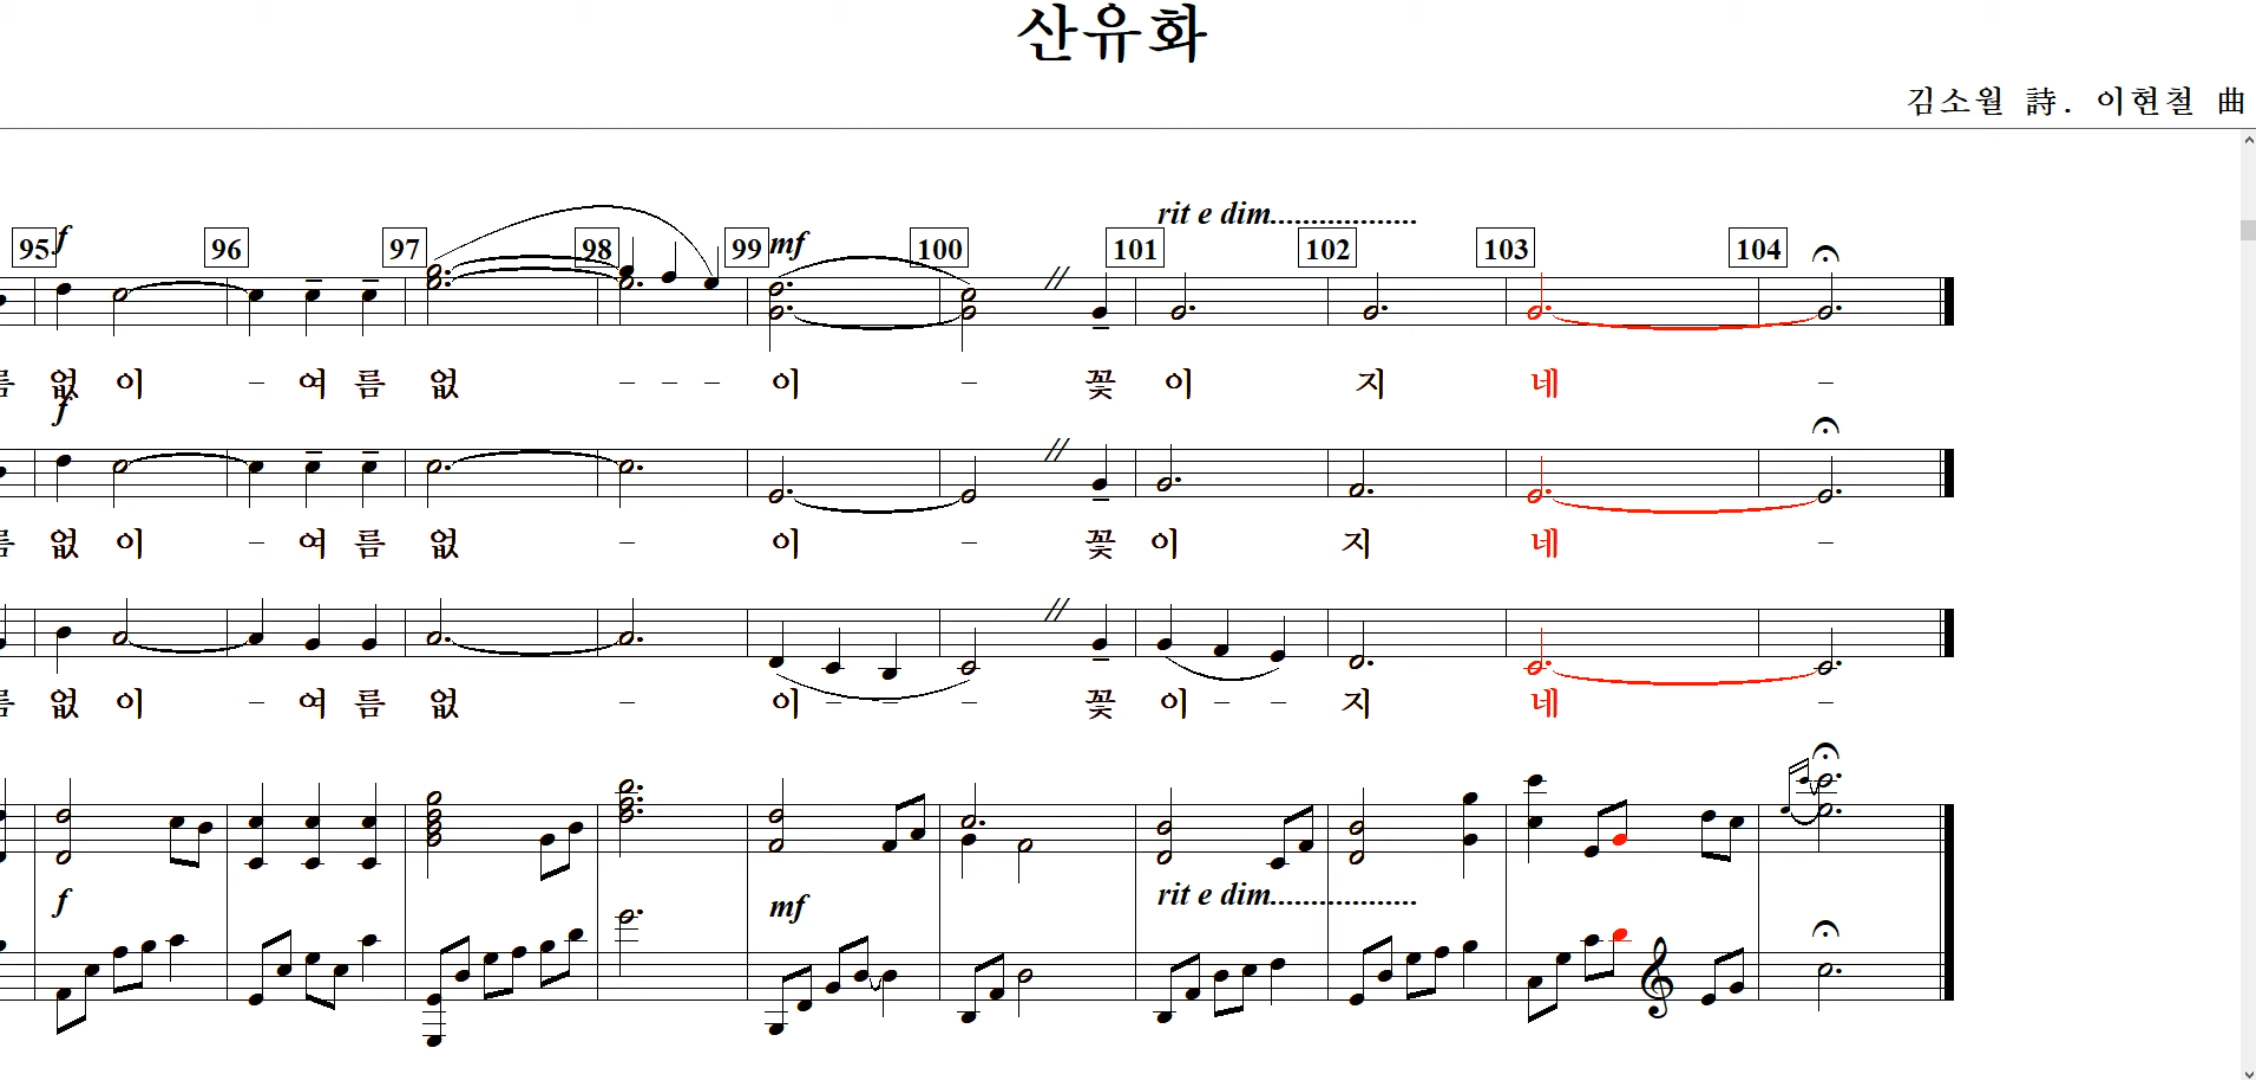 산유화
김소월 詩. 이현철 曲
rit e dim..................
95 f 96 97 98 99 mf 100 101 102 103 104
름 없 이 – 여 름 없 – – – 이 – 꽃 이 지 네 –
f
름 없 이 – 여 름 없 – 이 – 꽃 이 지 네 –
름 없 이 – 여 름 없 – 이 – – – 꽃 이 – – 지 네 –
f mf rit e dim..................